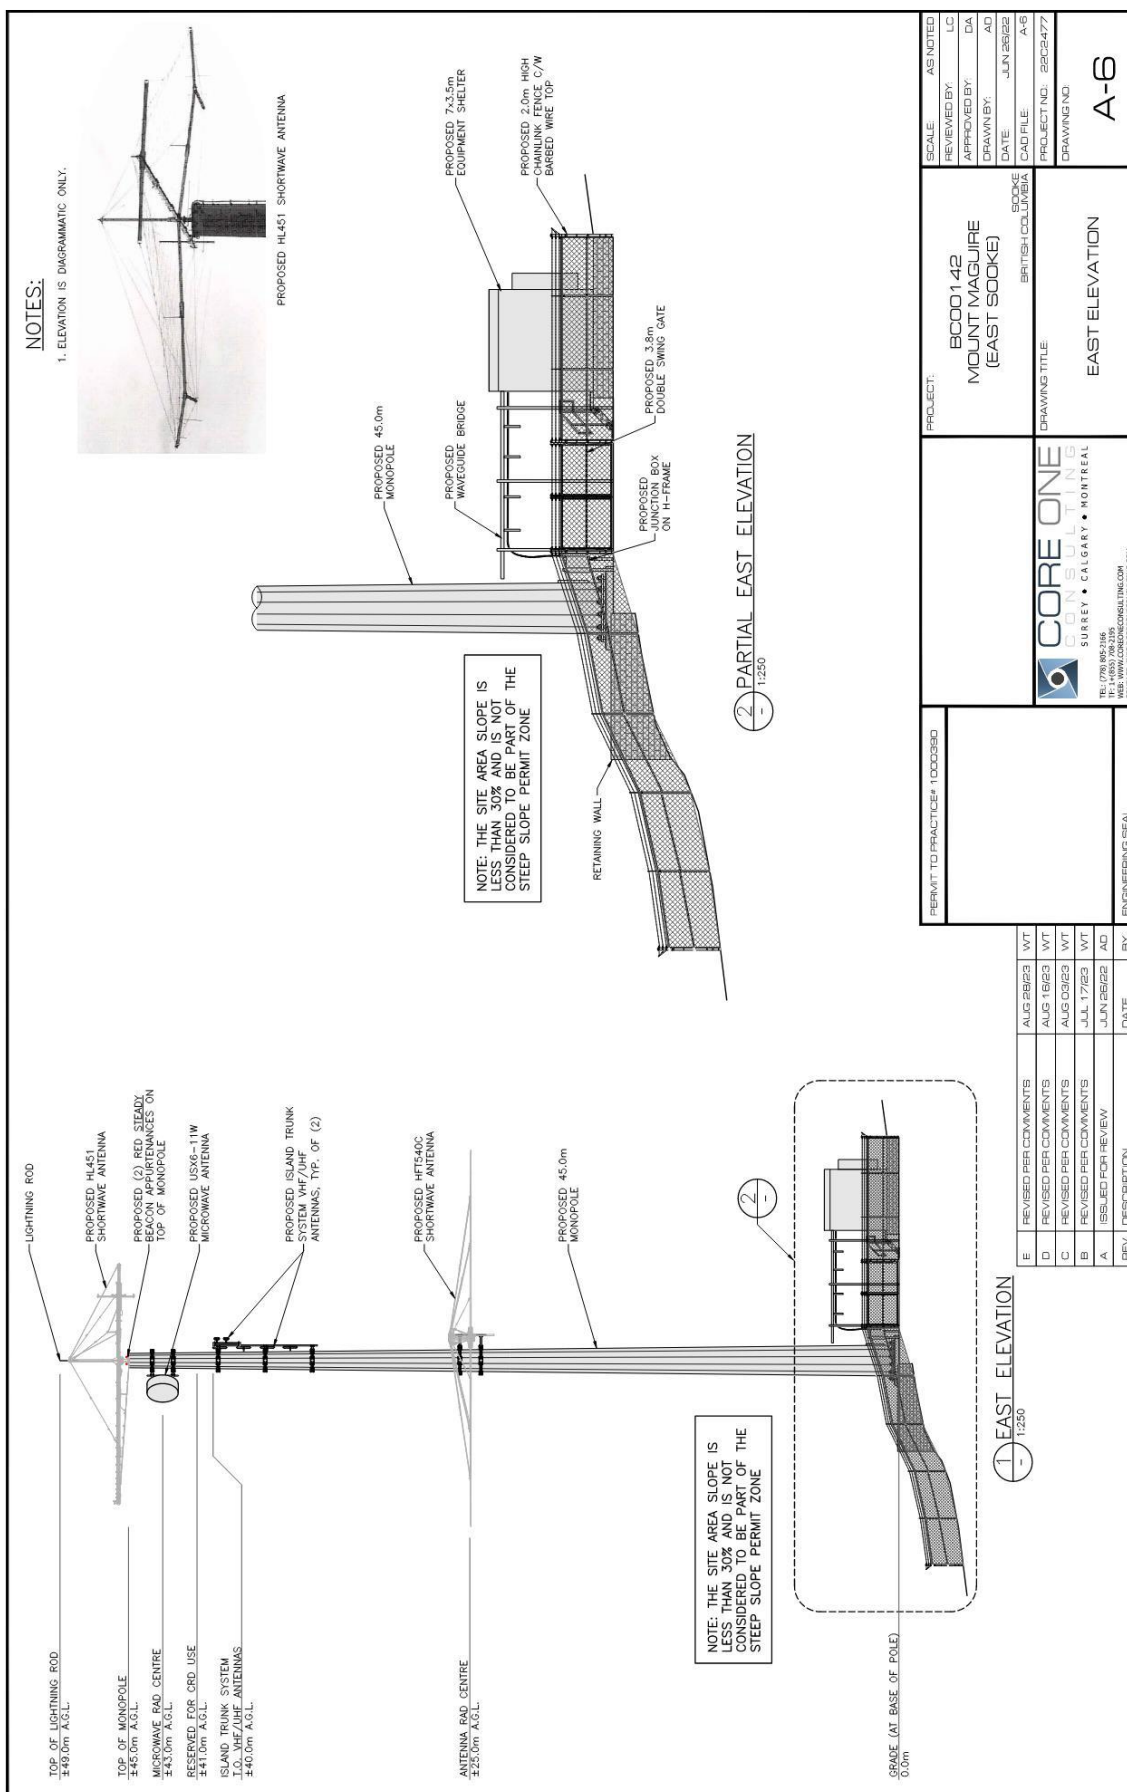 NOTES:
1. ELEVATION IS DIAGRAMMATIC ONLY.
PROPOSED HL451 SHORTWAVE ANTENNA
TOP OF LIGHTNING ROD
±49.0m A.G.L.
TOP OF MONOPOLE
±45.0m A.G.L.
MICROWAVE RAD CENTRE
±43.0m A.G.L.
RESERVED FOR CRD USE
±41.0m A.G.L.
ISLAND TRUNK SYSTEM
T.O. VHF/UHF ANTENNAS
±40.0m A.G.L.
ANTENNA RAD CENTRE
±25.0m A.G.L.
GRADE (AT BASE OF POLE)
0.0m
LIGHTNING ROD
PROPOSED HL451
SHORTWAVE ANTENNA
PROPOSED (2) RED STEADY
BEACON APPURTENANCES ON
TOP OF MONOPOLE
PROPOSED USX6-11W
MICROWAVE ANTENNA
PROPOSED ISLAND TRUNK
SYSTEM VHF/UHF
ANTENNAS, TYP. OF (2)
PROPOSED HFT540C
SHORTWAVE ANTENNA
PROPOSED 45.0m
MONOPOLE
NOTE: THE SITE AREA SLOPE IS
LESS THAN 30% AND IS NOT
CONSIDERED TO BE PART OF THE
STEEP SLOPE PERMIT ZONE
2
-
1 EAST ELEVATION
- 1:250
PROPOSED 45.0m
MONOPOLE
PROPOSED
WAVEGUIDE BRIDGE
PROPOSED 7x3.5m
EQUIPMENT SHELTER
PROPOSED 2.0m HIGH
CHAINLINK FENCE C/W
BARBED WIRE TOP
PROPOSED 3.8m
DOUBLE SWING GATE
PROPOSED
JUNCTION BOX
ON H-FRAME
RETAINING WALL
NOTE: THE SITE AREA SLOPE IS
LESS THAN 30% AND IS NOT
CONSIDERED TO BE PART OF THE
STEEP SLOPE PERMIT ZONE
2 PARTIAL EAST ELEVATION
- 1:250
E REVISED PER COMMENTS AUG 28/23 WT
D REVISED PER COMMENTS AUG 16/23 WT
C REVISED PER COMMENTS AUG 03/23 WT
B REVISED PER COMMENTS JUL 17/23 WT
A ISSUED FOR REVIEW JUN 26/22 AD
REV DESCRIPTION DATE BY
PERMIT TO PRACTICE# 1000390
ENGINEERING SEAL
CORE ONE
CONSULTING
SURREY • CALGARY • MONTREAL
TEL: (778) 805-2166
TF: 1+(855) 708-2195
WEB: WWW.COREONECONSULTING.COM
PROJECT:
BC00142
MOUNT MAGUIRE
(EAST SOOKE)
SOOKE
BRITISH COLUMBIA
DRAWING TITLE:
EAST ELEVATION
SCALE: AS NOTED
REVIEWED BY: LC
APPROVED BY: DA
DRAWN BY: AD
DATE: JUN 26/22
CAD FILE: A-6
PROJECT NO.: 22C2477
DRAWING NO:
A-6